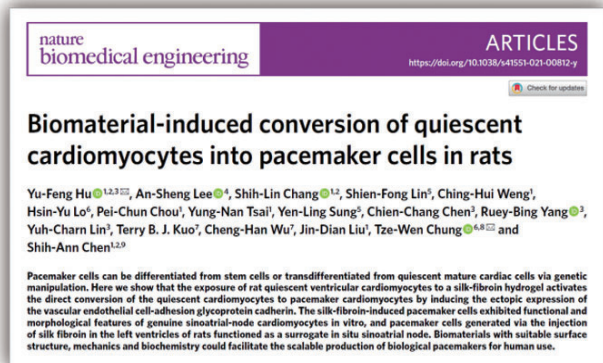 nature
biomedical engineering
ARTICLES
https://doi.org/10.1038/s41551-021-00812-y
Check for updates
Biomaterial-induced conversion of quiescent
cardiomyocytes into pacemaker cells in rats
Yu-Feng Hu 1,2,3✉, An-Sheng Lee 4, Shih-Lin Chang 1,2, Shien-Fong Lin5, Ching-Hui Weng1,
Hsin-Yu Lo6, Pei-Chun Chou1, Yung-Nan Tsai1, Yen-Ling Sung5, Chien-Chang Chen3, Ruey-Bing Yang 3,
Yuh-Charn Lin3, Terry B. J. Kuo7, Cheng-Han Wu7, Jin-Dian Liu1, Tze-Wen Chung 6,8✉ and
Shih-Ann Chen1,2,9
Pacemaker cells can be differentiated from stem cells or transdifferentiated from quiescent mature cardiac cells via genetic
manipulation. Here we show that the exposure of rat quiescent ventricular cardiomyocytes to a silk-fibroin hydrogel activates
the direct conversion of the quiescent cardiomyocytes to pacemaker cardiomyocytes by inducing the ectopic expression of
the vascular endothelial cell-adhesion glycoprotein cadherin. The silk-fibroin-induced pacemaker cells exhibited functional and
morphological features of genuine sinoatrial-node cardiomyocytes in vitro, and pacemaker cells generated via the injection
of silk fibroin in the left ventricles of rats functioned as a surrogate in situ sinoatrial node. Biomaterials with suitable surface
structure, mechanics and biochemistry could facilitate the scalable production of biological pacemakers for human use.